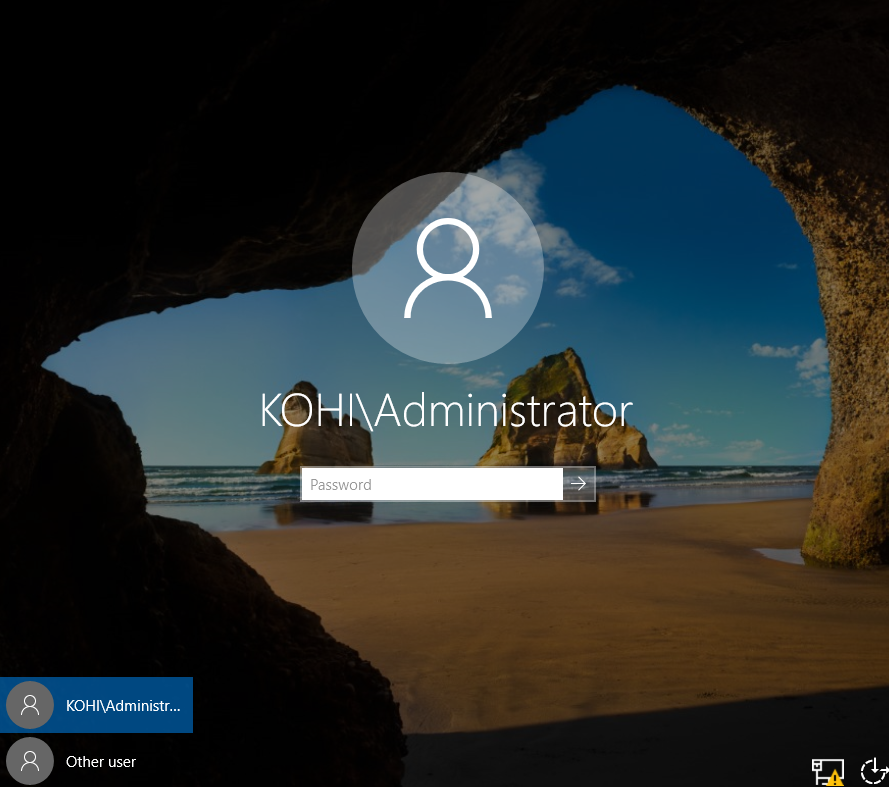 KOHI\Administrator
Password
KOHI\Administr...
Other user